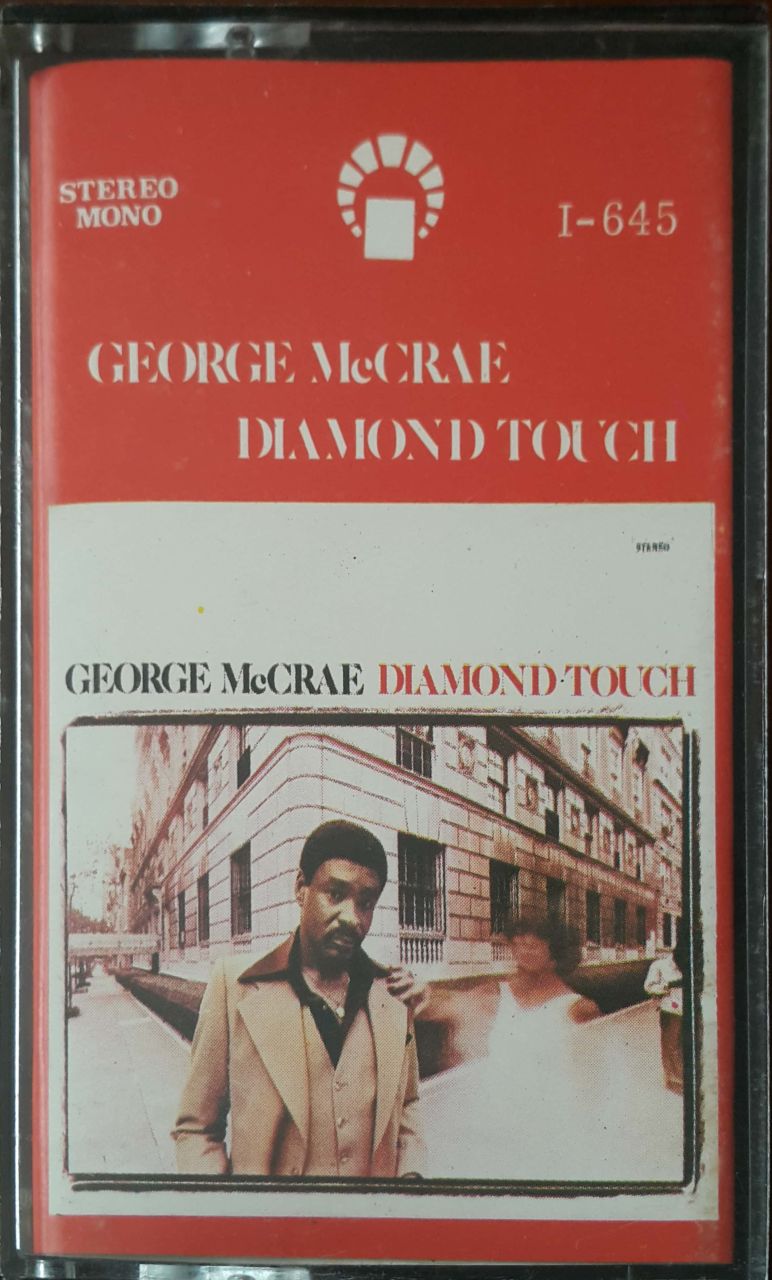 STEREO
MONO
I-645
GEORGE McCRAE
DIAMOND TOUCH
STEREO
GEORGE McCRAE DIAMOND TOUCH